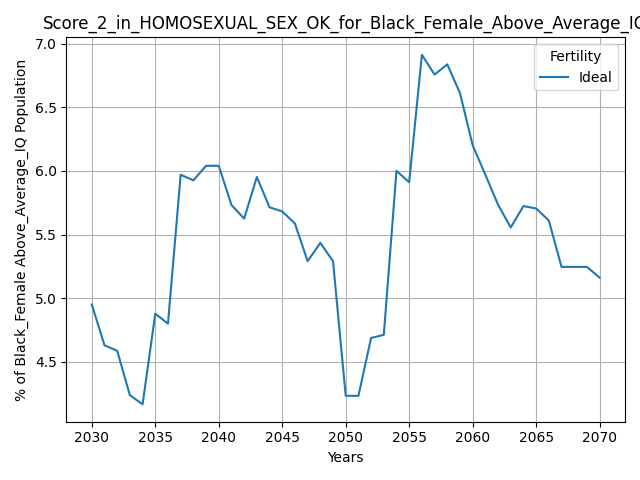 Score_2_in_HOMOSEXUAL_SEX_OK_for_Black_Female_Above_Average_IQ
7.0
6.5
6.0
5.5
5.0
4.5
% of Black_Female Above_Average_IQ Population
Fertility
Ideal
2030 2035 2040 2045 2050 2055 2060 2065 2070
Years